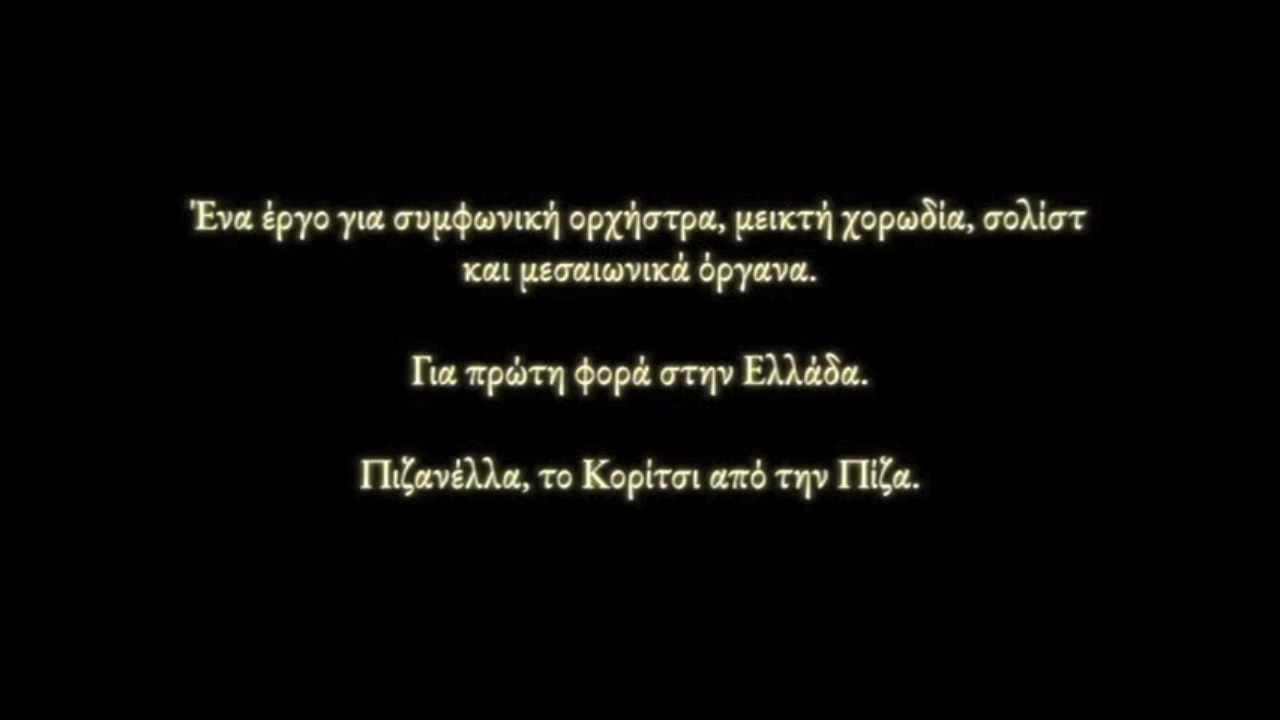 Ένα έργο για συμφωνική ορχήστρα, μεικτή χορωδία, σολίστ
και μεσαιωνικά όργανα.
Για πρώτη φορά στην Ελλάδα.
Πιζανέλλα, το Κορίτσι από την Πίζα.